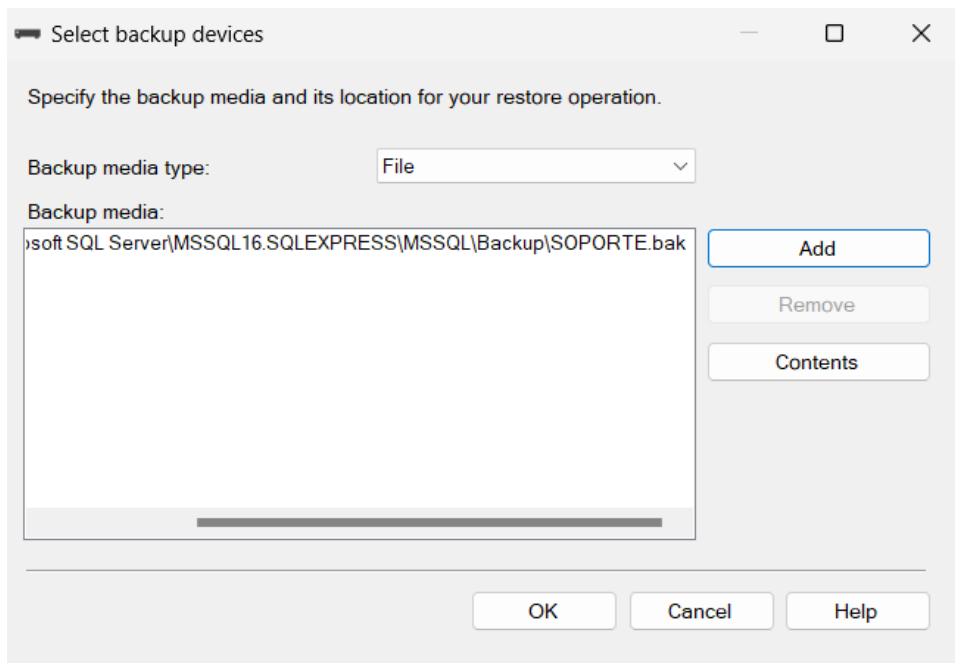 Select backup devices
Specify the backup media and its location for your restore operation.
Backup media type:
File
Backup media:
soft SQL Server\MSSQL16.SQLEXPRESS\MSSQL\Backup\SOPORTE.bak
Add
Remove
Contents
OK
Cancel
Help